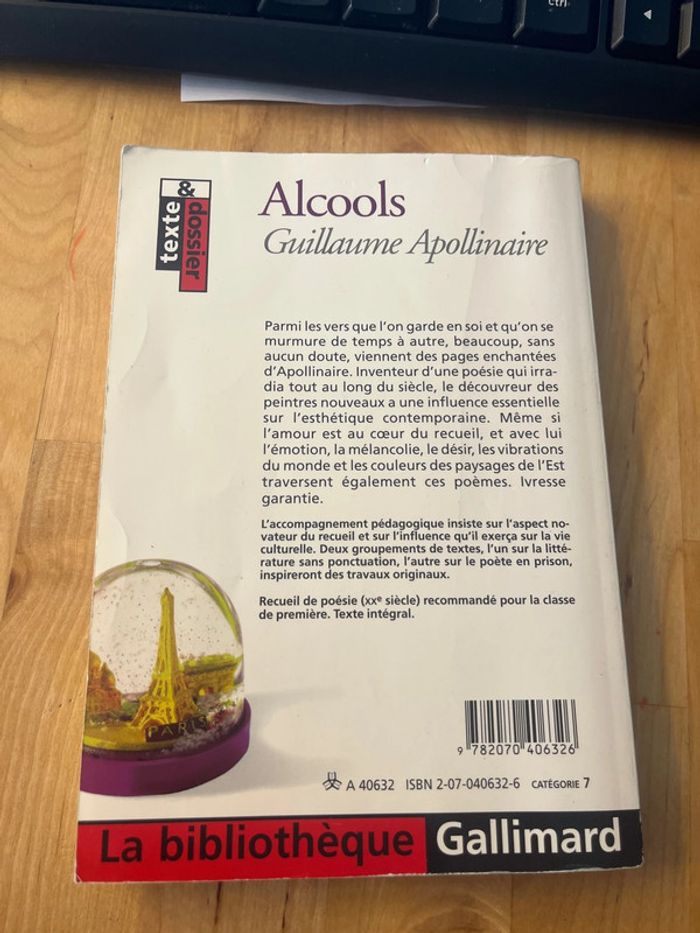 ctrl
texte
&
dossier
Alcools
Guillaume Apollinaire
Parmi les vers que l'on garde en soi et qu'on se
murmure de temps à autre, beaucoup, sans
aucun doute, viennent des pages enchantées
d'Apollinaire. Inventeur d'une poésie qui irra-
dia tout au long du siècle, le découvreur des
peintres nouveaux a une influence essentielle
sur l'esthétique contemporaine. Même si
l'amour est au cœur du recueil, et avec lui
l'émotion, la mélancolie, le désir, les vibrations
du monde et les couleurs des paysages de l'Est
traversent également ces poèmes. Ivresse
garantie.
L'accompagnement pédagogique insiste sur l'aspect no-
vateur du recueil et sur l'influence qu'il exerça sur la vie
culturelle. Deux groupements de textes, l'un sur la litté-
rature sans ponctuation, l'autre sur le poète en prison,
inspireront des travaux originaux.
Recueil de poésie (XXe siècle) recommandé pour la classe
de première. Texte intégral.
PARIS
9 782070 406326
A 40632 ISBN 2-07-040632-6 CATÉGORIE 7
La bibliothèque Gallimard